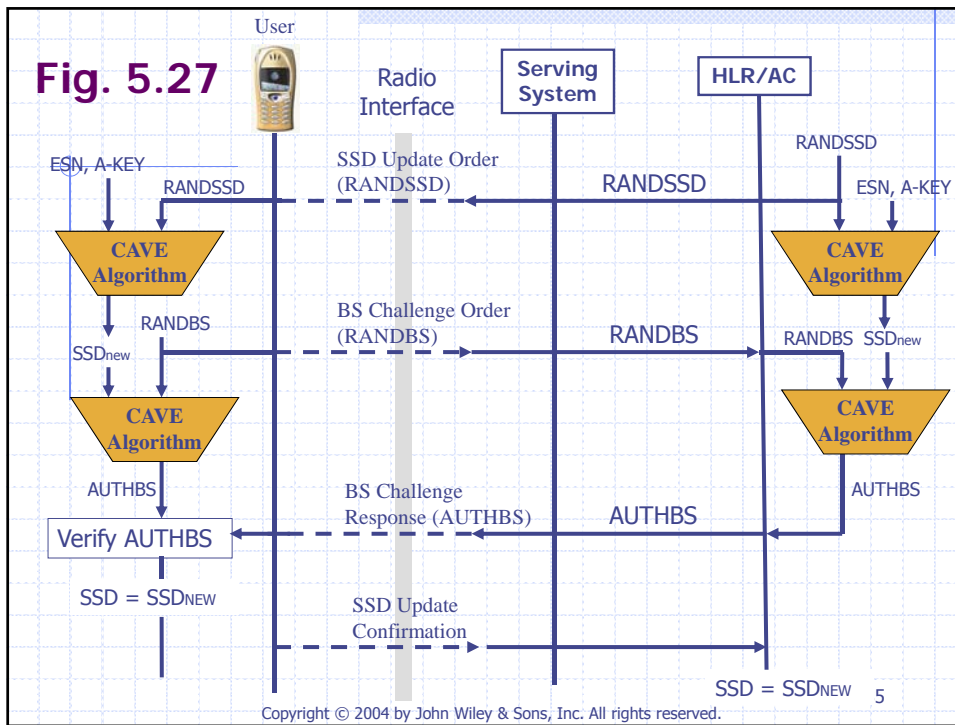 User
Fig. 5.27
Radio
Interface
Serving
System
HLR/AC
ESN, A-KEY
RANDSSD
SSD Update Order
(RANDSSD)
RANDSSD
RANDSSD
ESN, A-KEY
CAVE
Algorithm
CAVE
Algorithm
RANDBS
SSDnew
BS Challenge Order
(RANDBS)
RANDBS
RANDBS
SSDnew
CAVE
Algorithm
CAVE
Algorithm
AUTHBS
BS Challenge
Response (AUTHBS)
AUTHBS
AUTHBS
Verify AUTHBS
SSD = SSDNEW
SSD Update
Confirmation
SSD = SSDNEW
5
Copyright © 2004 by John Wiley & Sons, Inc. All rights reserved.